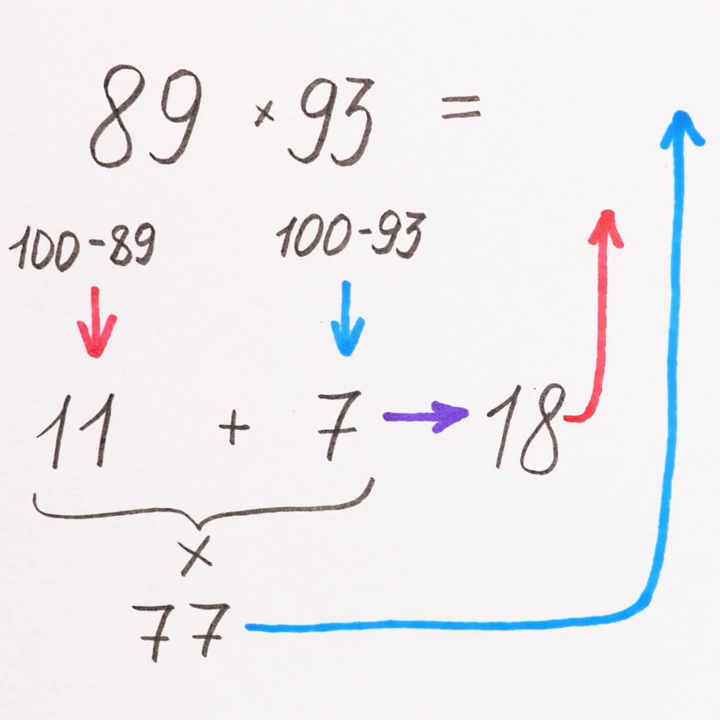 89 × 93 =
100-89 100-93
11 + 7 → 18
×
77